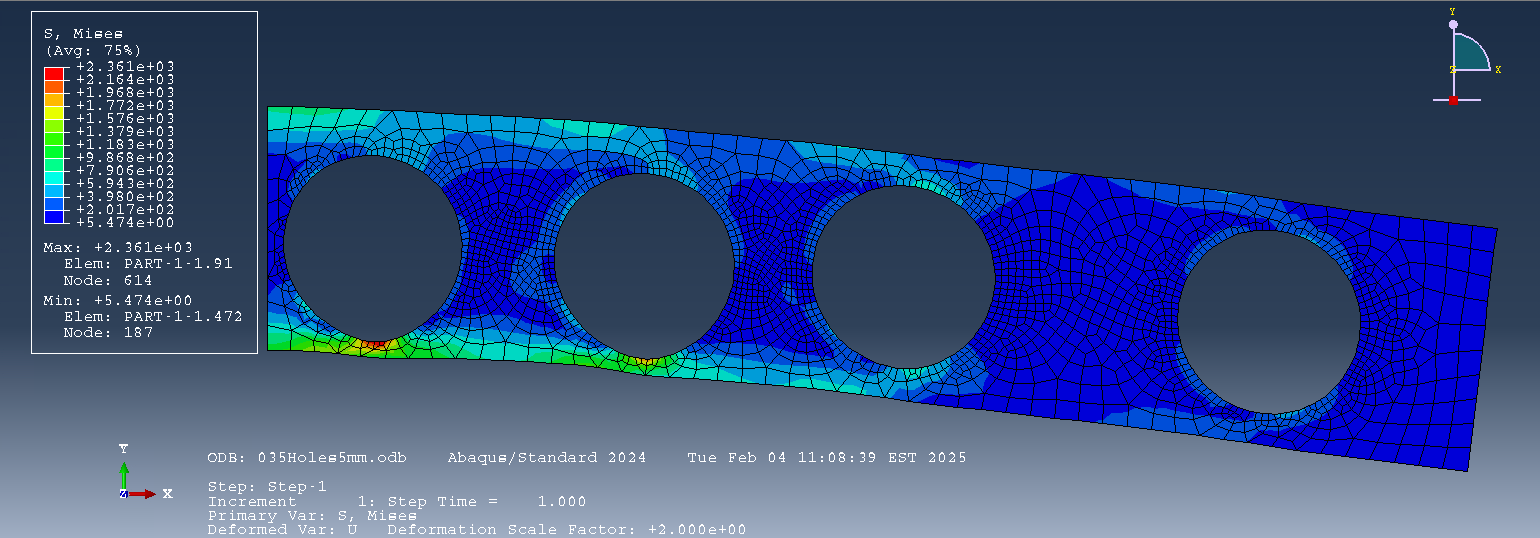 S, Mises
(Avg: 75%)
+2.361e+03
+2.164e+03
+1.968e+03
+1.772e+03
+1.576e+03
+1.379e+03
+1.183e+03
+9.868e+02
+7.906e+02
+5.943e+02
+3.980e+02
+2.017e+02
+5.474e+00
Max: +2.361e+03
Elem: PART-1-1.91
Node: 614
Min: +5.474e+00
Elem: PART-1-1.472
Node: 187
Y
Z X
Y
Z X
ODB: 035Holes5mm.odb Abaqus/Standard 2024 Tue Feb 04 11:08:39 EST 2025
Step: Step-1
Increment 1: Step Time = 1.000
Primary Var: S, Mises
Deformed Var: U Deformation Scale Factor: +2.000e+00